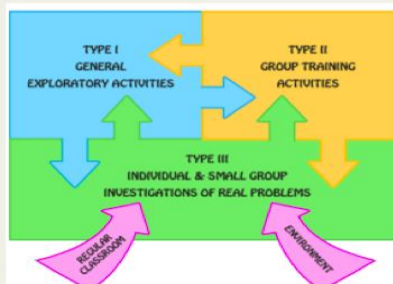 TYPE I
GENERAL
EXPLORATORY ACTIVITIES
TYPE II
GROUP TRAINING
ACTIVITIES
TYPE III
INDIVIDUAL & SMALL GROUP
INVESTIGATIONS OF REAL PROBLEMS
REGULAR
CLASSROOM
ENVIRONMENT